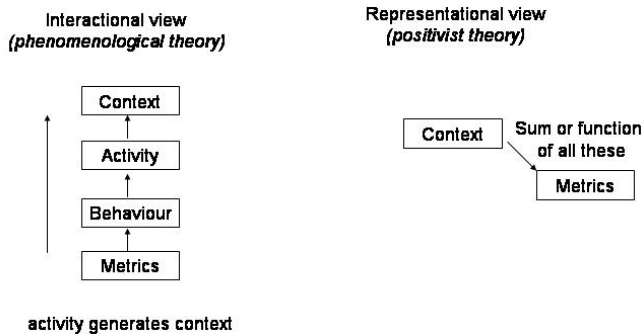 Interactional view
(phenomenological theory)
Context
Activity
Behaviour
Metrics
activity generates context
Representational view
(positivist theory)
Context
Sum or function
of all these
Metrics